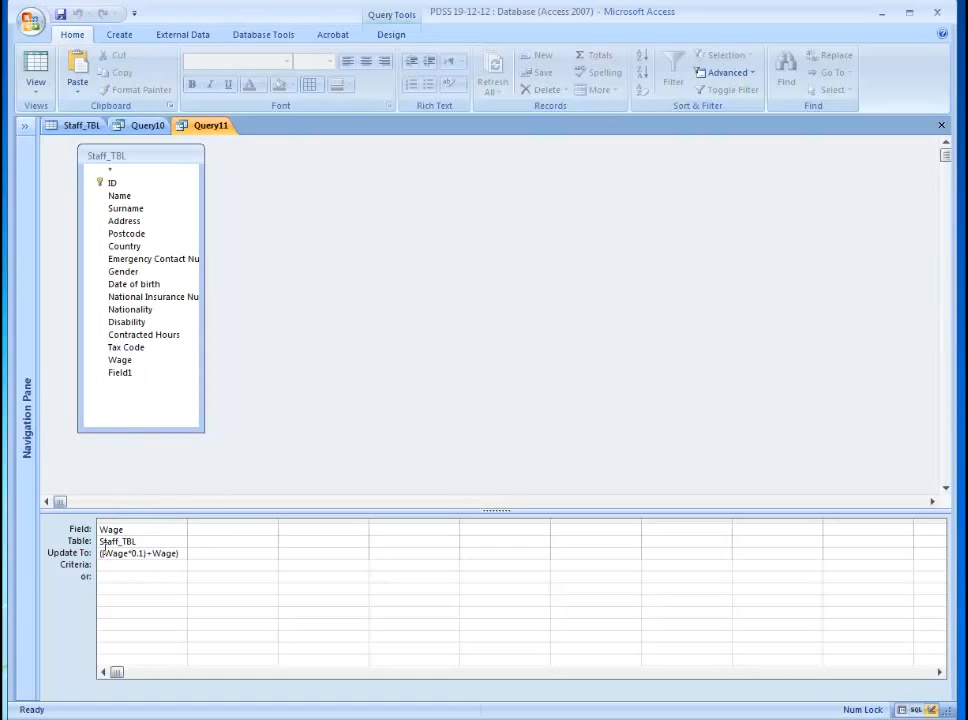 Query Tools
PDSS 19-12-12 : Database (Access 2007) - Microsoft Access
Home Create External Data Database Tools Acrobat Design
View
Views
Paste
Cut
Copy
Format Painter
Clipboard
B I U
Font
Rich Text
Refresh
All
New
Save
Delete
Totals
Spelling
More
Records
Filter
Selection
Advanced
Toggle Filter
Sort & Filter
Find
Replace
Go To
Select
Find
Staff_TBL Query10 Query11
Navigation Pane
Staff_TBL
*
ID
Name
Surname
Address
Postcode
Country
Emergency Contact Nu
Gender
Date of birth
National Insurance Nu
Nationality
Disability
Contracted Hours
Tax Code
Wage
Field1
Field: Wage
Table: Staff_TBL
Update To: ((Wage*0.1)+Wage)
Criteria:
or:
Ready
Num Lock
SQL